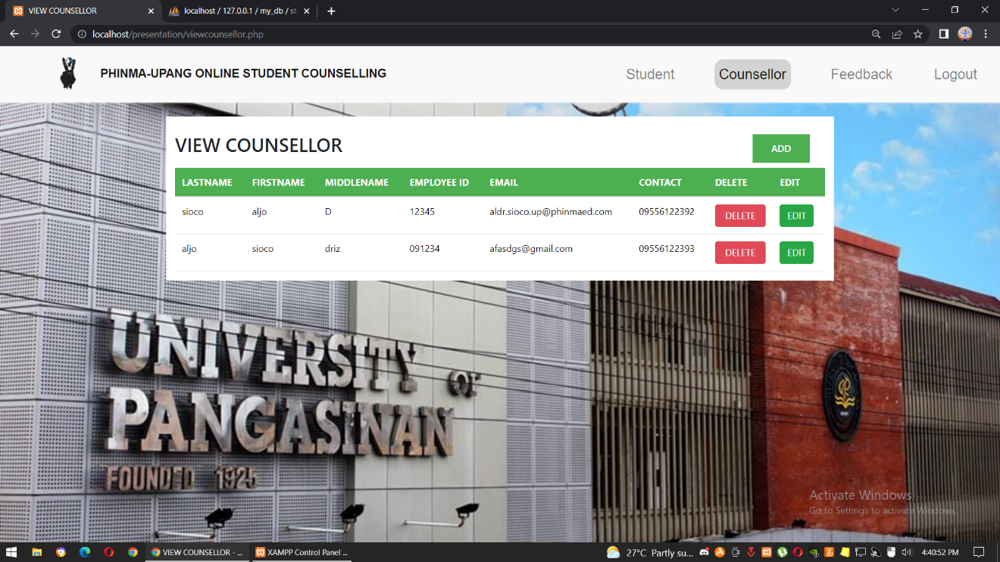 VIEW COUNSELLOR
localhost / 127.0.0.1 / my_db / st
localhost/presentation/viewcounsellor.php
PHINMA-UPANG ONLINE STUDENT COUNSELLING
Student Counsellor Feedback Logout
VIEW COUNSELLOR
ADD
LASTNAME FIRSTNAME MIDDLENAME EMPLOYEE ID EMAIL CONTACT DELETE EDIT
sioco aljo D 12345 aldr.sioco.up@phinmaed.com 09556122392 DELETE EDIT
aljo sioco driz 091234 afasdgs@gmail.com 09556122393 DELETE EDIT
UNIVERSITY OF
PANGASINAN
FOUNDED 1925
Activate Windows
Go to Settings to activate Windows.
VIEW COUNSELLOR - ... XAMPP Control Panel ... 27°C Partly su... 4:40:52 PM